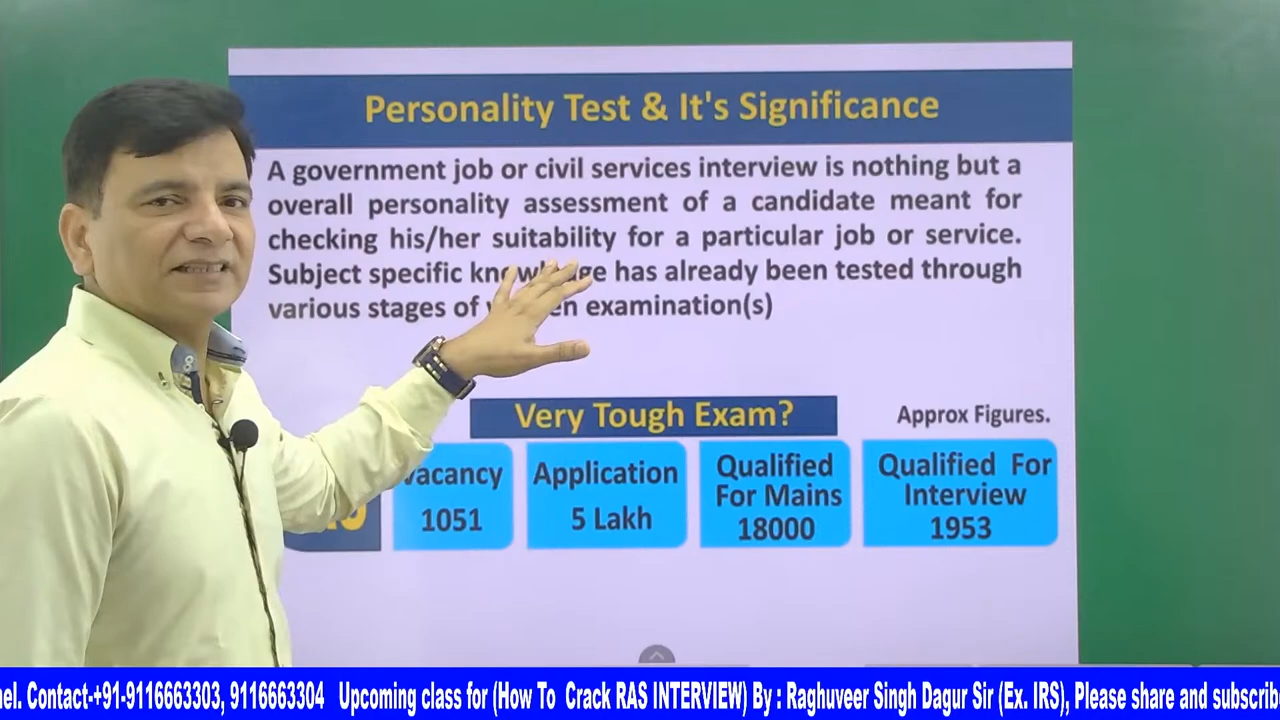 Personality Test & It's Significance
A government job or civil services interview is nothing but a
overall personality assessment of a candidate meant for
checking his/her suitability for a particular job or service.
Subject specific has already been tested through
various stages of examination(s)
Very Tough Exam?
Approx Figures.
Vacancy
1051
Application
5 Lakh
Qualified
For Mains
18000
Qualified For
Interview
1953
Contact-+91-9116663303, 9116663304 Upcoming class for (How To Crack RAS INTERVIEW) By : Raghuveer Singh Dagur Sir (Ex. IRS), Please share and